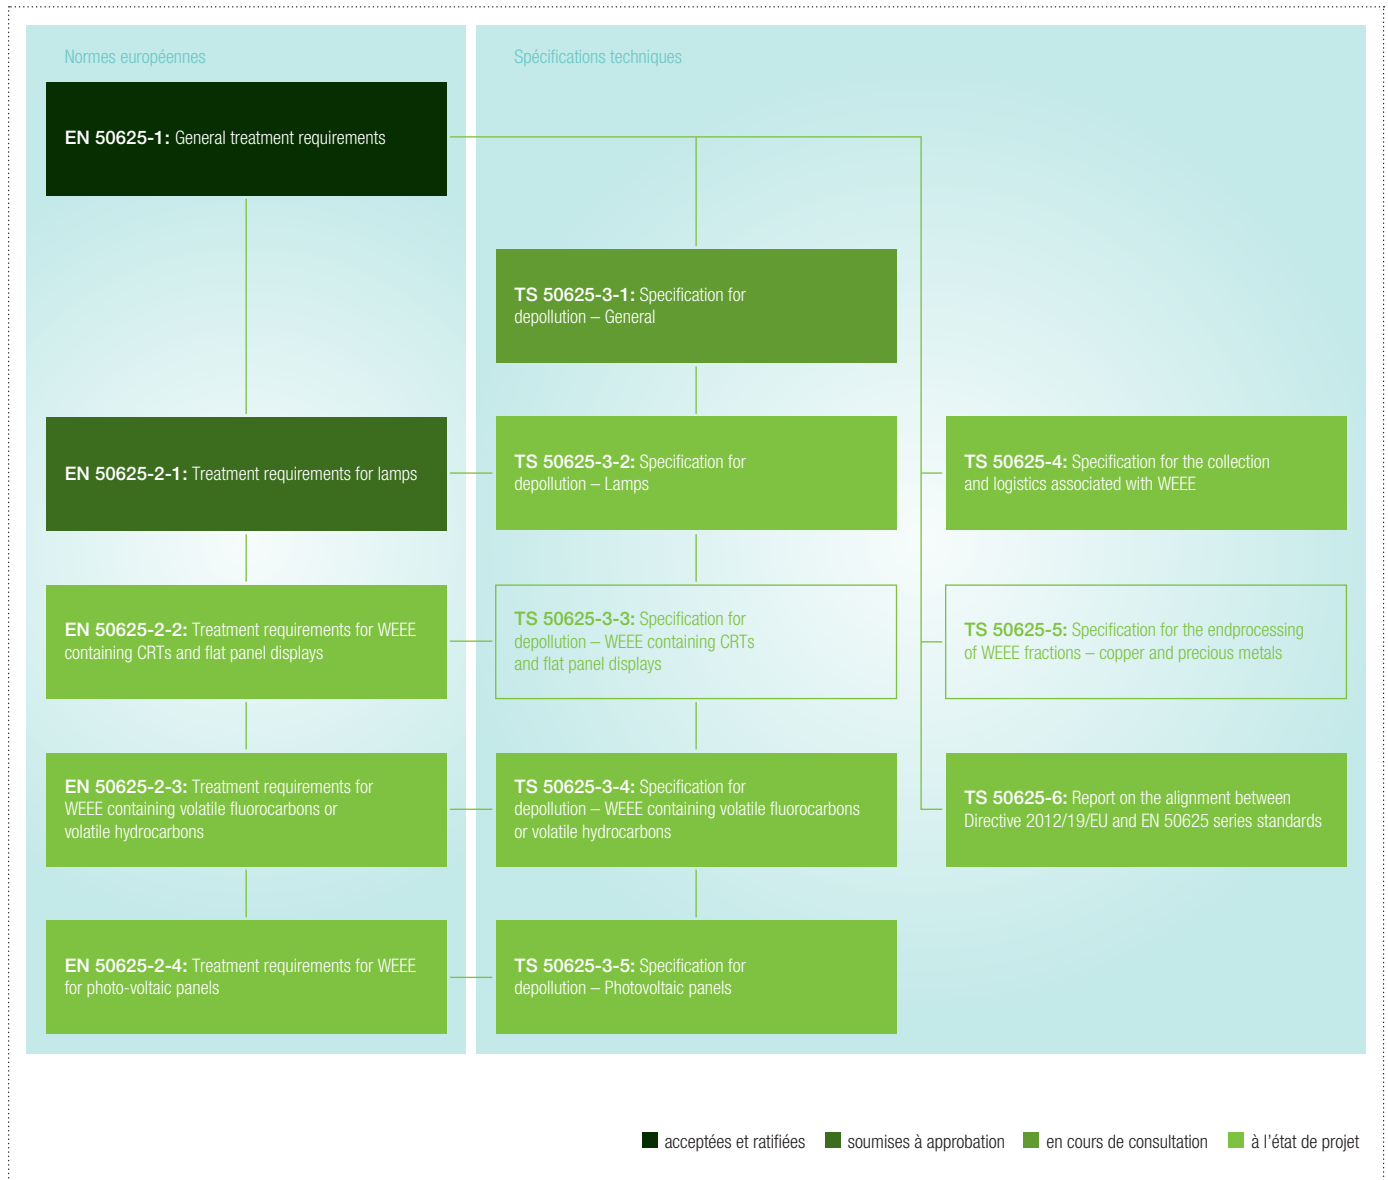 Normes européennes
EN 50625-1: General treatment requirements
EN 50625-2-1: Treatment requirements for lamps
EN 50625-2-2: Treatment requirements for WEEE
containing CRTs and flat panel displays
EN 50625-2-3: Treatment requirements for
WEEE containing volatile fluorocarbons or
volatile hydrocarbons
EN 50625-2-4: Treatment requirements for WEEE
for photo-voltaic panels
Spécifications techniques
TS 50625-3-1: Specification for
depollution – General
TS 50625-3-2: Specification for
depollution – Lamps
TS 50625-3-3: Specification for
depollution – WEEE containing CRTs
and flat panel displays
TS 50625-3-4: Specification for
depollution – WEEE containing volatile fluorocarbons
or volatile hydrocarbons
TS 50625-3-5: Specification for
depollution – Photovoltaic panels
TS 50625-4: Specification for the collection
and logistics associated with WEEE
TS 50625-5: Specification for the endprocessing
of WEEE fractions – copper and precious metals
TS 50625-6: Report on the alignment between
Directive 2012/19/EU and EN 50625 series standards
acceptées et ratifiées
soumises à approbation
en cours de consultation
à l'état de projet